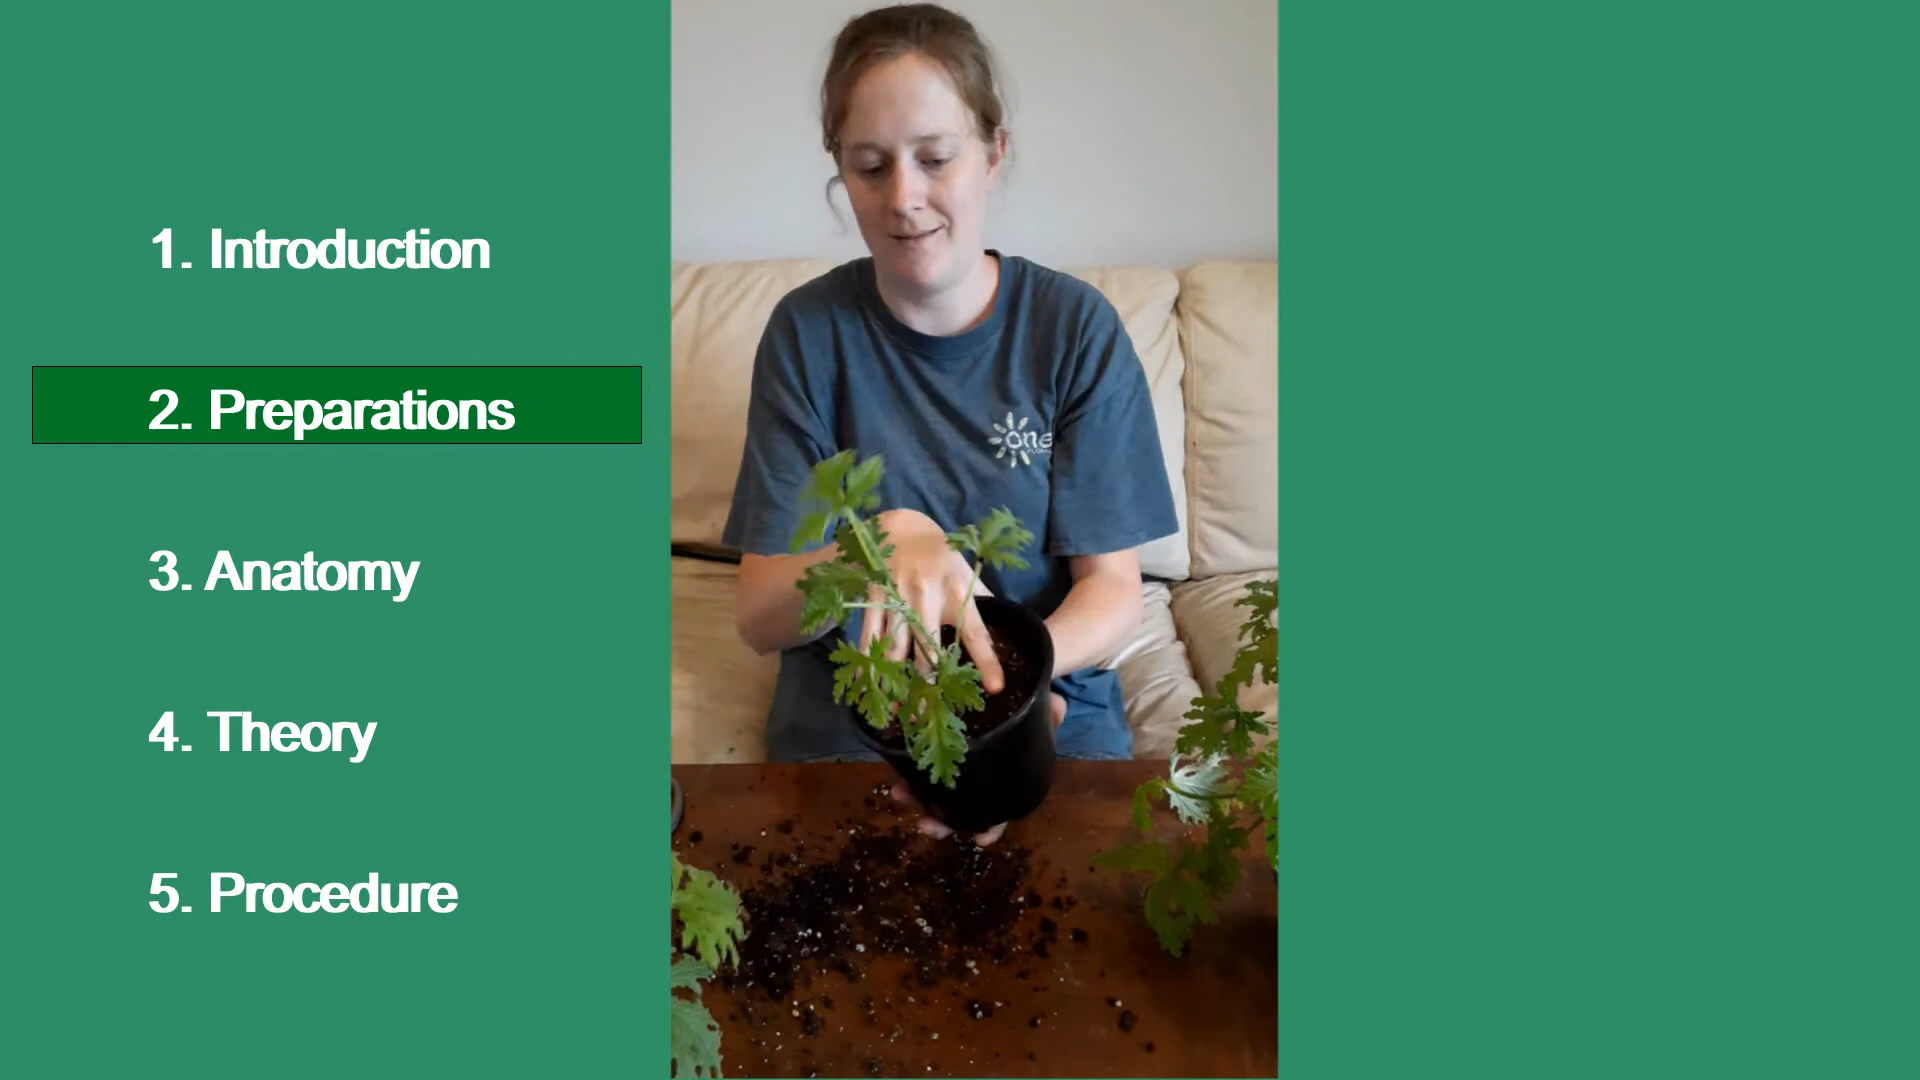 1. Introduction
2. Preparations
3. Anatomy
4. Theory
5. Procedure
one